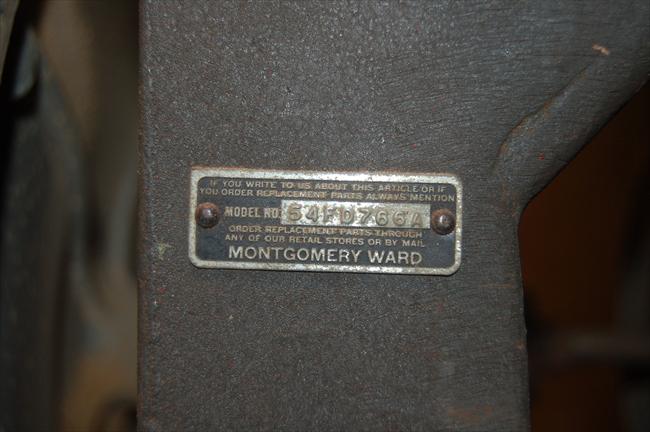 IF YOU WRITE TO US ABOUT THIS ARTICLE OR IF
YOU ORDER REPLACEMENT PARTS ALWAYS MENTION
MODEL NO. 54FD766A
ORDER REPLACEMENT PARTS THROUGH
ANY OF OUR RETAIL STORES OR BY MAIL
MONTGOMERY WARD